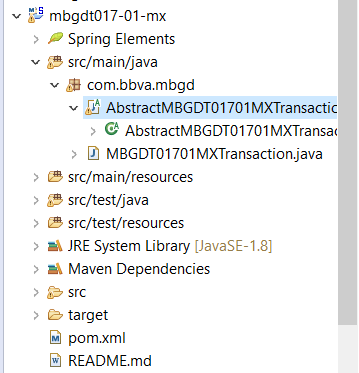 mbgdt017-01-mx
Spring Elements
src/main/java
com.bbva.mbgd
AbstractMBGDT01701MXTransactio
AbstractMBGDT01701MXTransac
MBGDT01701MXTransaction.java
src/main/resources
src/test/java
src/test/resources
JRE System Library [JavaSE-1.8]
Maven Dependencies
src
target
pom.xml
README.md